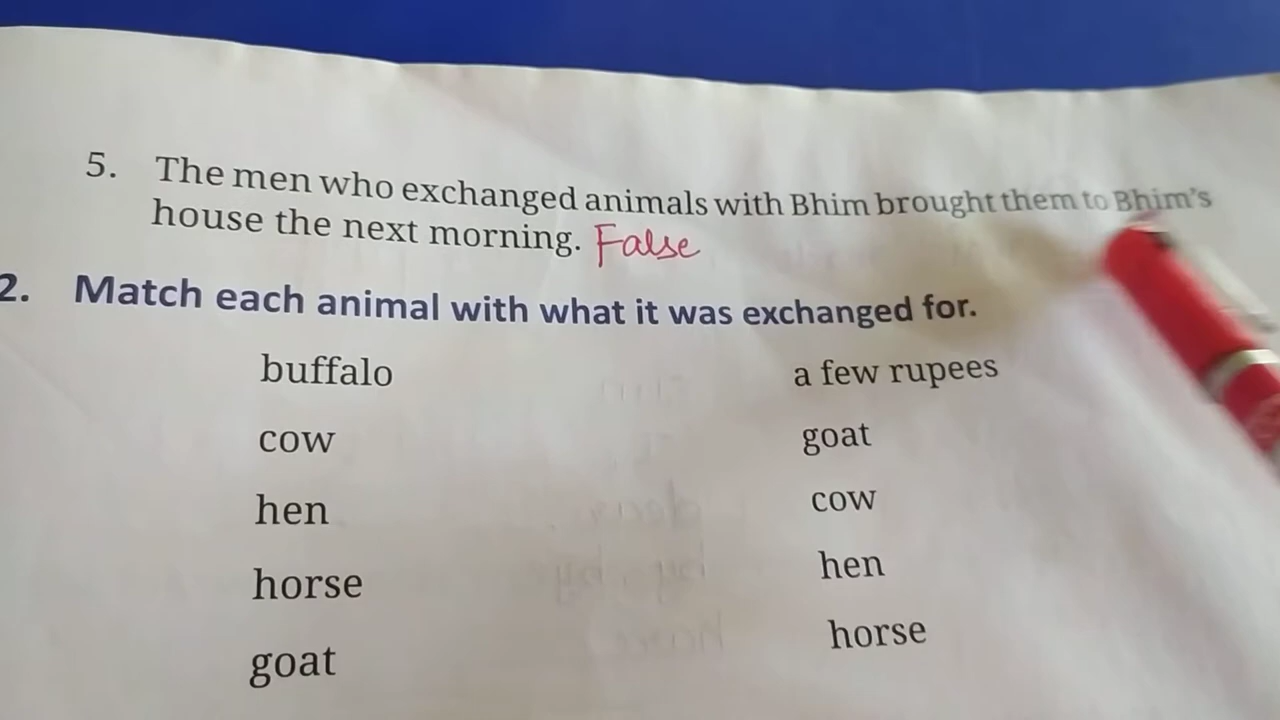 5. The men who exchanged animals with Bhim brought them to Bhim's
house the next morning. False
2. Match each animal with what it was exchanged for.
buffalo a few rupees
cow goat
hen cow
horse hen
goat horse